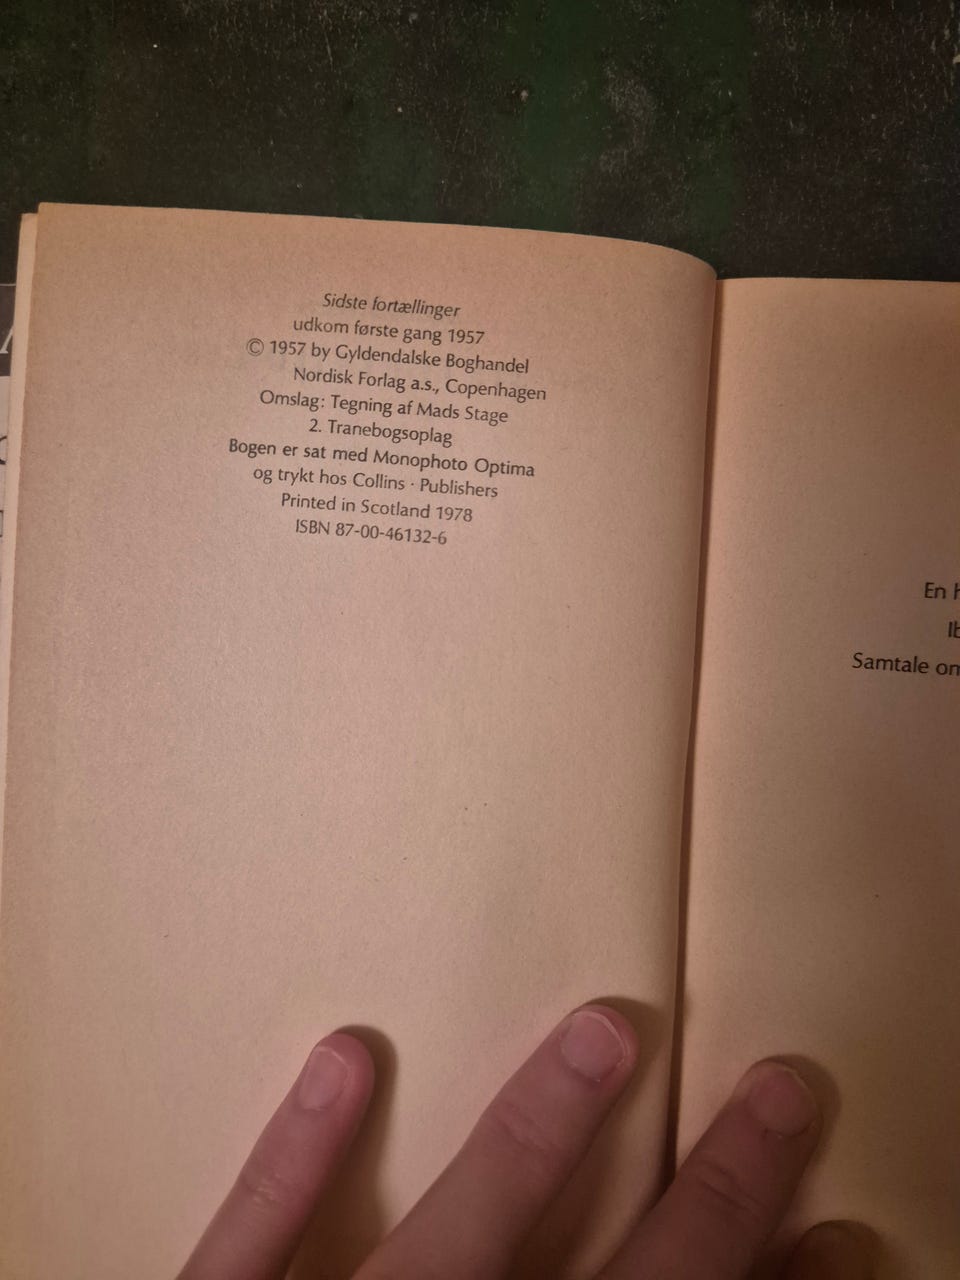 Sidste fortællinger
udkom første gang 1957
© 1957 by Gyldendalske Boghandel
Nordisk Forlag a.s., Copenhagen
Omslag: Tegning af Mads Stage
2. Tranebogsoplag
Bogen er sat med Monophoto Optima
og trykt hos Collins · Publishers
Printed in Scotland 1978
ISBN 87-00-46132-6
En
Samtale